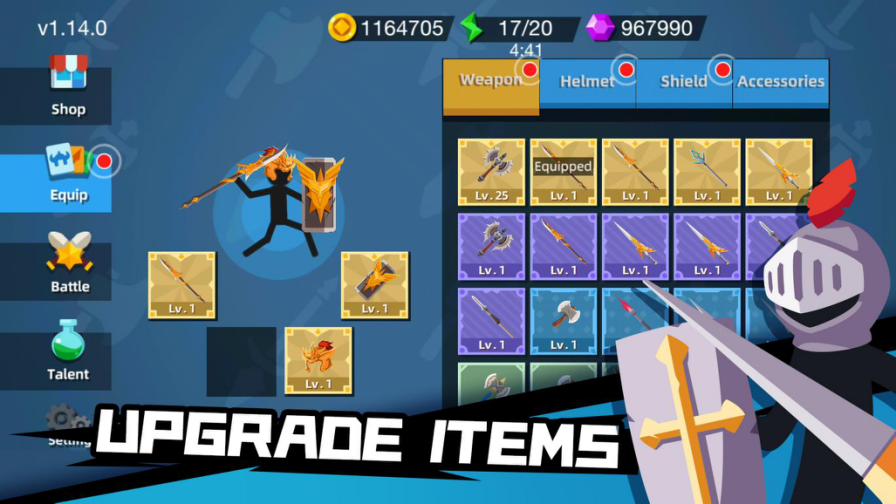 v1.14.0
1164705
17/20
967990
4:41
Shop
Equip
Battle
Talent
Weapon
Helmet
Shield
Accessories
Equipped
Lv.25
Lv.1
Lv.1
Lv.1
Lv.1
Lv.1
Lv.1
Lv.1
Lv.1
Lv.1
Lv.1
Lv.1
Lv.1
Lv.1
UPGRADE ITEMS